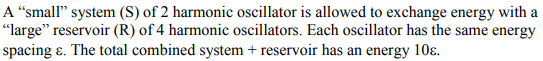 A “small” system (S) of 2 harmonic oscillator is allowed to exchange energy with a
“large” reservoir (R) of 4 harmonic oscillators. Each oscillator has the same energy
spacing ε. The total combined system + reservoir has an energy 10ε.